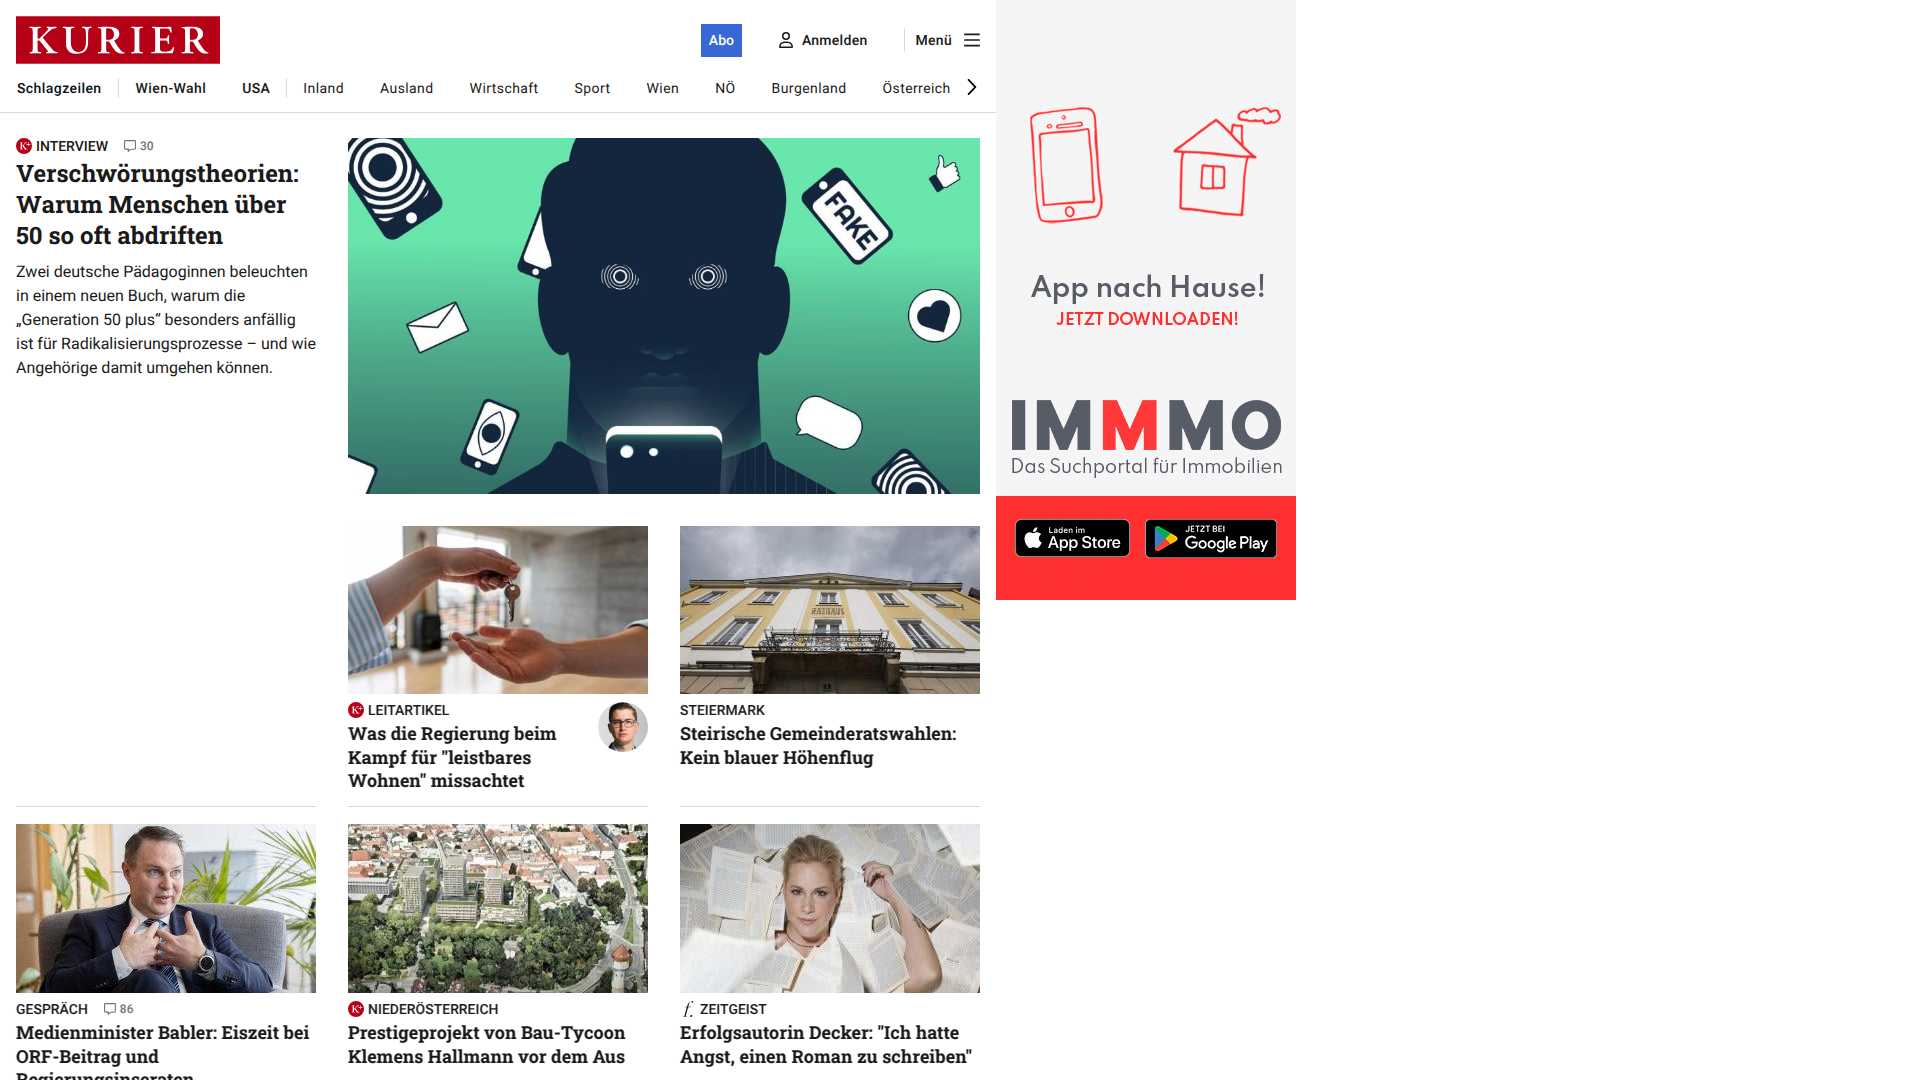 KURIER
Abo
Anmelden
Menü
Schlagzeilen
Wien-Wahl
USA
Inland
Ausland
Wirtschaft
Sport
Wien
NÖ
Burgenland
Österreich
K+ INTERVIEW 30
Verschwörungstheorien:
Warum Menschen über
50 so oft abdriften
Zwei deutsche Pädagoginnen beleuchten
in einem neuen Buch, warum die
„Generation 50 plus“ besonders anfällig
ist für Radikalisierungsprozesse – und wie
Angehörige damit umgehen können.
FAKE
RATHAUS
K+ LEITARTIKEL
Was die Regierung beim
Kampf für "leistbares
Wohnen" missachtet
STEIERMARK
Steirische Gemeinderatswahlen:
Kein blauer Höhenflug
GESPRÄCH 86
Medienminister Babler: Eiszeit bei
ORF-Beitrag und
Regierungsinseraten
K+ NIEDERÖSTERREICH
Prestigeprojekt von Bau-Tycoon
Klemens Hallmann vor dem Aus
f. ZEITGEIST
Erfolgsautorin Decker: "Ich hatte
Angst, einen Roman zu schreiben"
App nach Hause!
JETZT DOWNLOADEN!
IMMMO
Das Suchportal für Immobilien
Laden im
App Store
JETZT BEI
Google Play